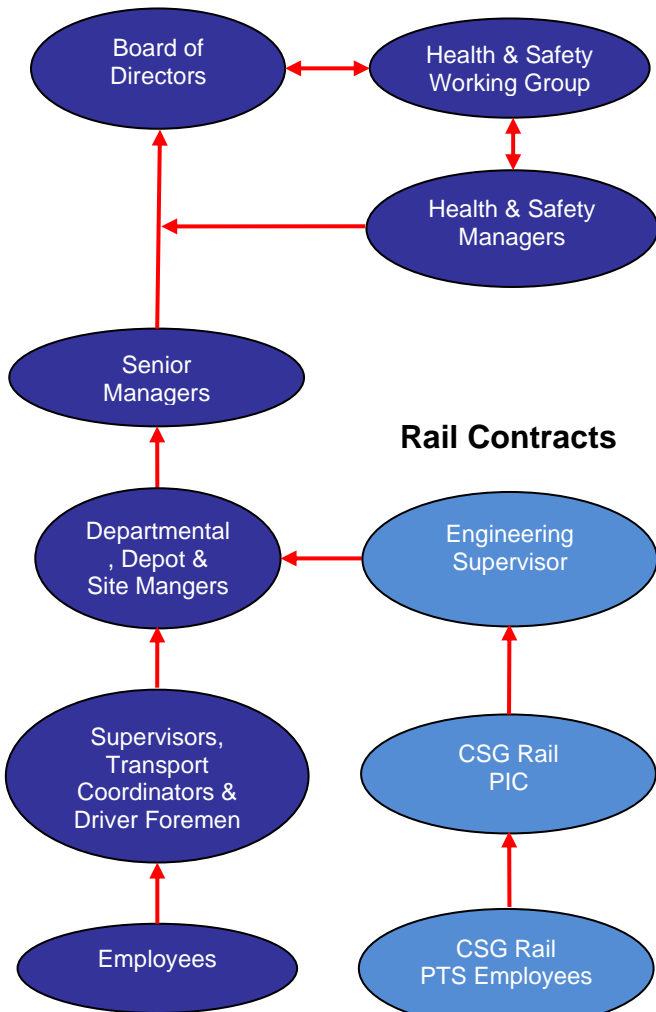 Board of
Directors
Health & Safety
Working Group
Health & Safety
Managers
Senior
Managers
Rail Contracts
Departmental
, Depot &
Site Mangers
Engineering
Supervisor
Supervisors,
Transport
Coordinators &
Driver Foremen
CSG Rail
PIC
Employees
CSG Rail
PTS Employees